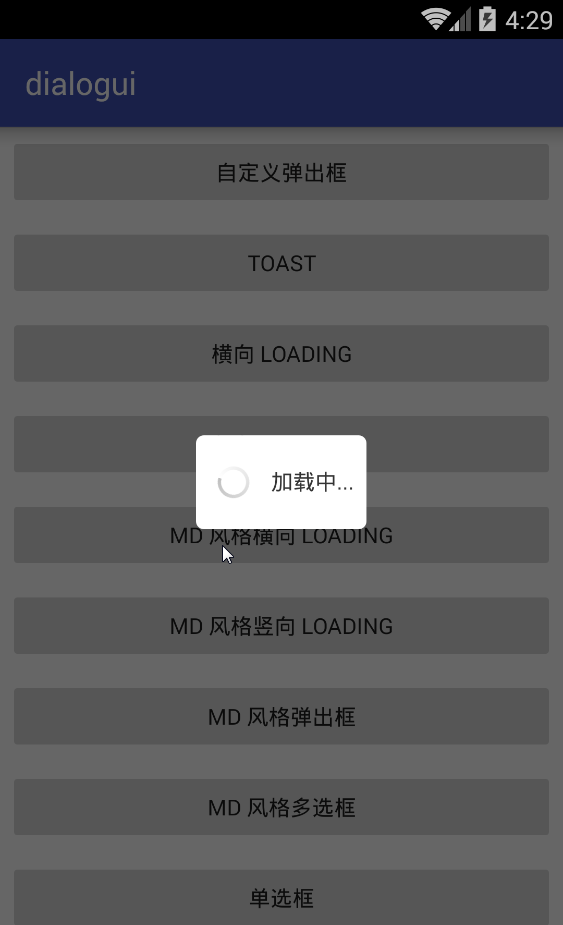 4:29
dialogui
自定义弹出框
TOAST
横向 LOADING
加载中...
MD 风格横向 LOADING
MD 风格竖向 LOADING
MD 风格弹出框
MD 风格多选框
单选框